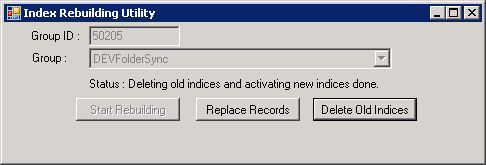 Index Rebuilding Utility
Group ID : 50205
Group : DEVFolderSync
Status : Deleting old indices and activating new indices done.
Start Rebuilding Replace Records Delete Old Indices